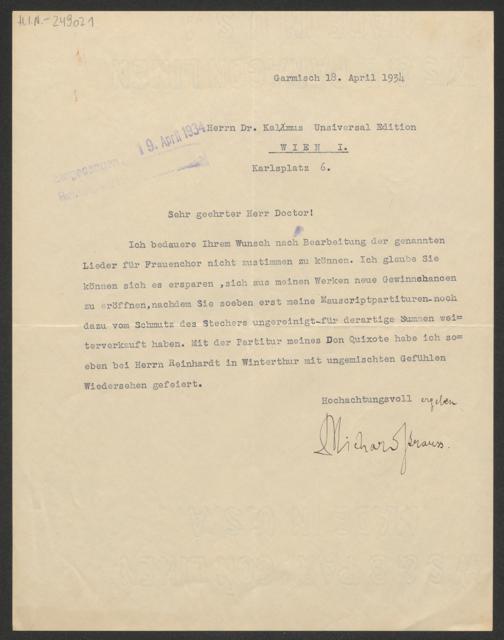 H.I.N.-249021
Garmisch 18. April 1934
Herrn Dr. Kalmus Unsiversal Edition
WIEN I.
Karlsplatz 6.
Eingegangen 19. April 1934
Sehr geehrter Herr Doctor!
Ich bedauere Ihrem Wunsch nach Bearbeitung der genannten
Lieder für Frauenchor nicht zustimmen zu können. Ich glaube Sie
können sich es ersparen ,sich aus meinen Werken neue Gewinnchancen
zu eröffnen,nachdem Sie soeben erst meine Mauscriptpartituren-noch
dazu vom Schmutz des Stechers ungereinigt-für derartige Summen wei=
terverkauft haben. Mit der Partitur meines Don Quixote habe ich so=
eben bei Herrn Reinhardt in Winterthur mit ungemischten Gefühlen
Wiedersehen gefeiert.
Hochachtungsvoll ergeben
DRichard Strauss.